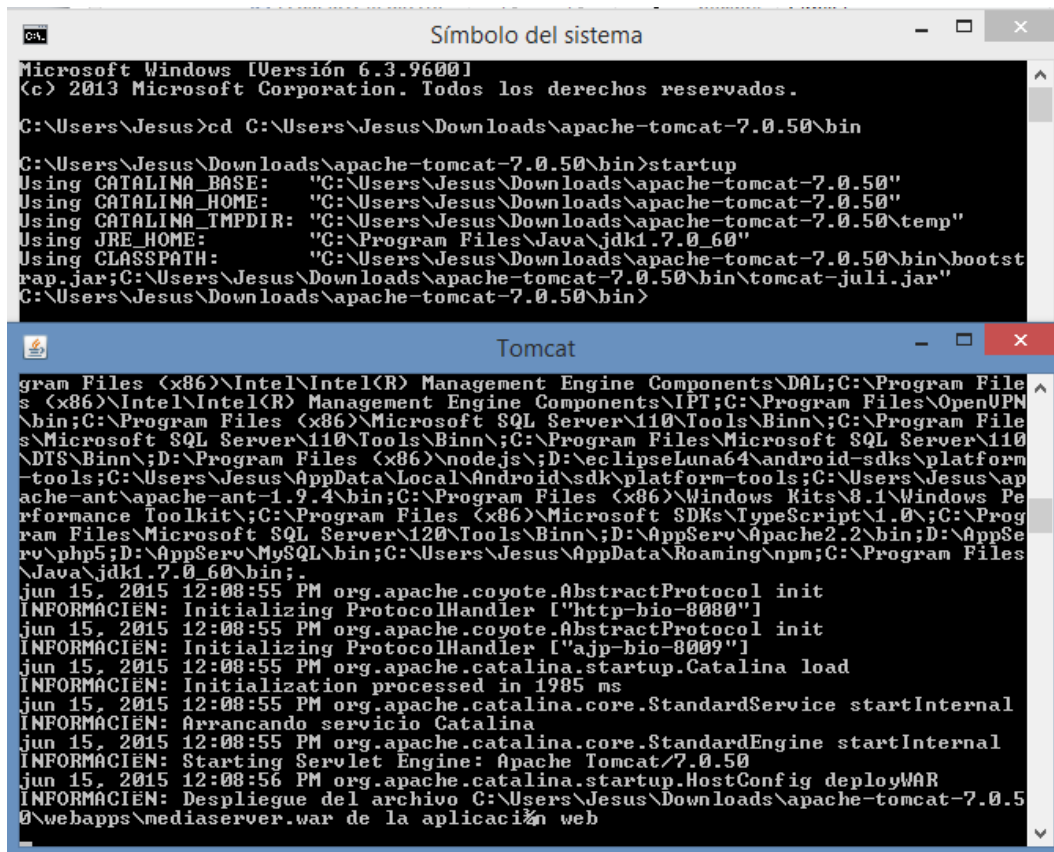 Símbolo del sistema
Microsoft Windows [Versión 6.3.9600]
(c) 2013 Microsoft Corporation. Todos los derechos reservados.
C:\Users\Jesus>cd C:\Users\Jesus\Downloads\apache-tomcat-7.0.50\bin
C:\Users\Jesus\Downloads\apache-tomcat-7.0.50\bin>startup
Using CATALINA_BASE:   "C:\Users\Jesus\Downloads\apache-tomcat-7.0.50"
Using CATALINA_HOME:   "C:\Users\Jesus\Downloads\apache-tomcat-7.0.50"
Using CATALINA_TMPDIR: "C:\Users\Jesus\Downloads\apache-tomcat-7.0.50\temp"
Using JRE_HOME:        "C:\Program Files\Java\jdk1.7.0_60"
Using CLASSPATH:       "C:\Users\Jesus\Downloads\apache-tomcat-7.0.50\bin\bootst
rap.jar;C:\Users\Jesus\Downloads\apache-tomcat-7.0.50\bin\tomcat-juli.jar"
C:\Users\Jesus\Downloads\apache-tomcat-7.0.50\bin>
Tomcat
gram Files (x86)\Intel\Intel(R) Management Engine Components\DAL;C:\Program File
s (x86)\Intel\Intel(R) Management Engine Components\IPT;C:\Program Files\OpenVPN
\bin;C:\Program Files (x86)\Microsoft SQL Server\110\Tools\Binn\;C:\Program File
s\Microsoft SQL Server\110\Tools\Binn\;C:\Program Files\Microsoft SQL Server\110
\DTS\Binn\;D:\Program Files (x86)\nodejs\;D:\eclipseLuna64\android-sdks\platform
-tools;C:\Users\Jesus\AppData\Local\Android\sdk\platform-tools;C:\Users\Jesus\ap
ache-ant\apache-ant-1.9.4\bin;C:\Program Files (x86)\Windows Kits\8.1\Windows Pe
rformance Toolkit\;C:\Program Files (x86)\Microsoft SDKs\TypeScript\1.0\;C:\Prog
ram Files\Microsoft SQL Server\120\Tools\Binn\;D:\AppServ\Apache2.2\bin;D:\AppSe
rv\php5;D:\AppServ\MySQL\bin;C:\Users\Jesus\AppData\Roaming\npm;C:\Program Files
\Java\jdk1.7.0_60\bin;.
jun 15, 2015 12:08:55 PM org.apache.coyote.AbstractProtocol init
INFORMACIËN: Initializing ProtocolHandler ["http-bio-8080"]
jun 15, 2015 12:08:55 PM org.apache.coyote.AbstractProtocol init
INFORMACIËN: Initializing ProtocolHandler ["ajp-bio-8009"]
jun 15, 2015 12:08:55 PM org.apache.catalina.startup.Catalina load
INFORMACIËN: Initialization processed in 1985 ms
jun 15, 2015 12:08:55 PM org.apache.catalina.core.StandardService startInternal
INFORMACIËN: Arrancando servicio Catalina
jun 15, 2015 12:08:55 PM org.apache.catalina.core.StandardEngine startInternal
INFORMACIËN: Starting Servlet Engine: Apache Tomcat/7.0.50
jun 15, 2015 12:08:56 PM org.apache.catalina.startup.HostConfig deployWAR
INFORMACIËN: Despliegue del archivo C:\Users\Jesus\Downloads\apache-tomcat-7.0.5
0\webapps\mediaserver.war de la aplicaci¾n web